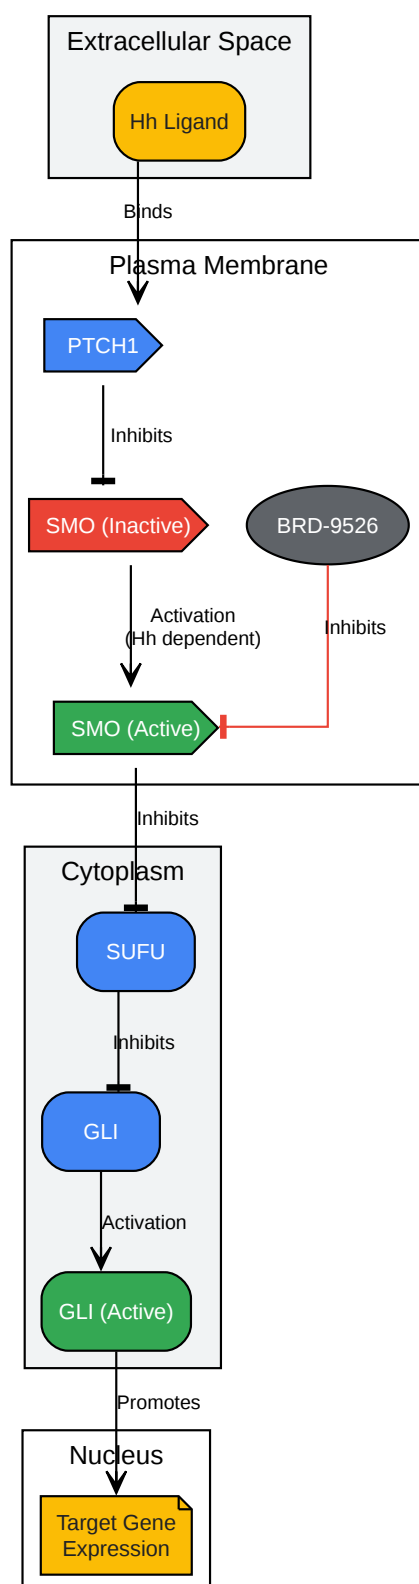 Extracellular Space
Hh Ligand
Binds
Plasma Membrane
PTCH1
Inhibits
SMO (Inactive)
BRD-9526
Activation
(Hh dependent)
Inhibits
SMO (Active)
Inhibits
Cytoplasm
SUFU
Inhibits
GLI
Activation
GLI (Active)
Promotes
Nucleus
Target Gene
Expression